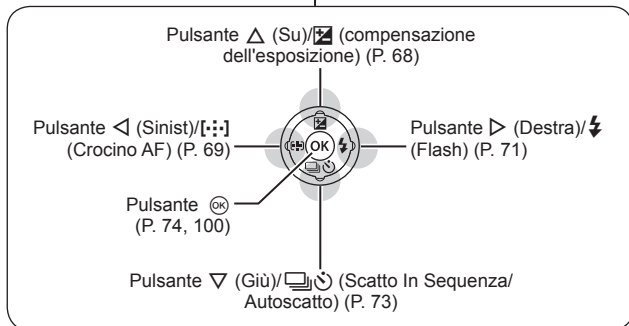 Pulsante △ (Su)/ (compensazione
dell'esposizione) (P. 68)
Pulsante ◁ (Sinist)/[·:·]
(Crocino AF) (P. 69)
OK
Pulsante ▷ (Destra)/
(Flash) (P. 71)
Pulsante OK
(P. 74, 100)
Pulsante ▽ (Giù)/ (Scatto In Sequenza/
Autoscatto) (P. 73)